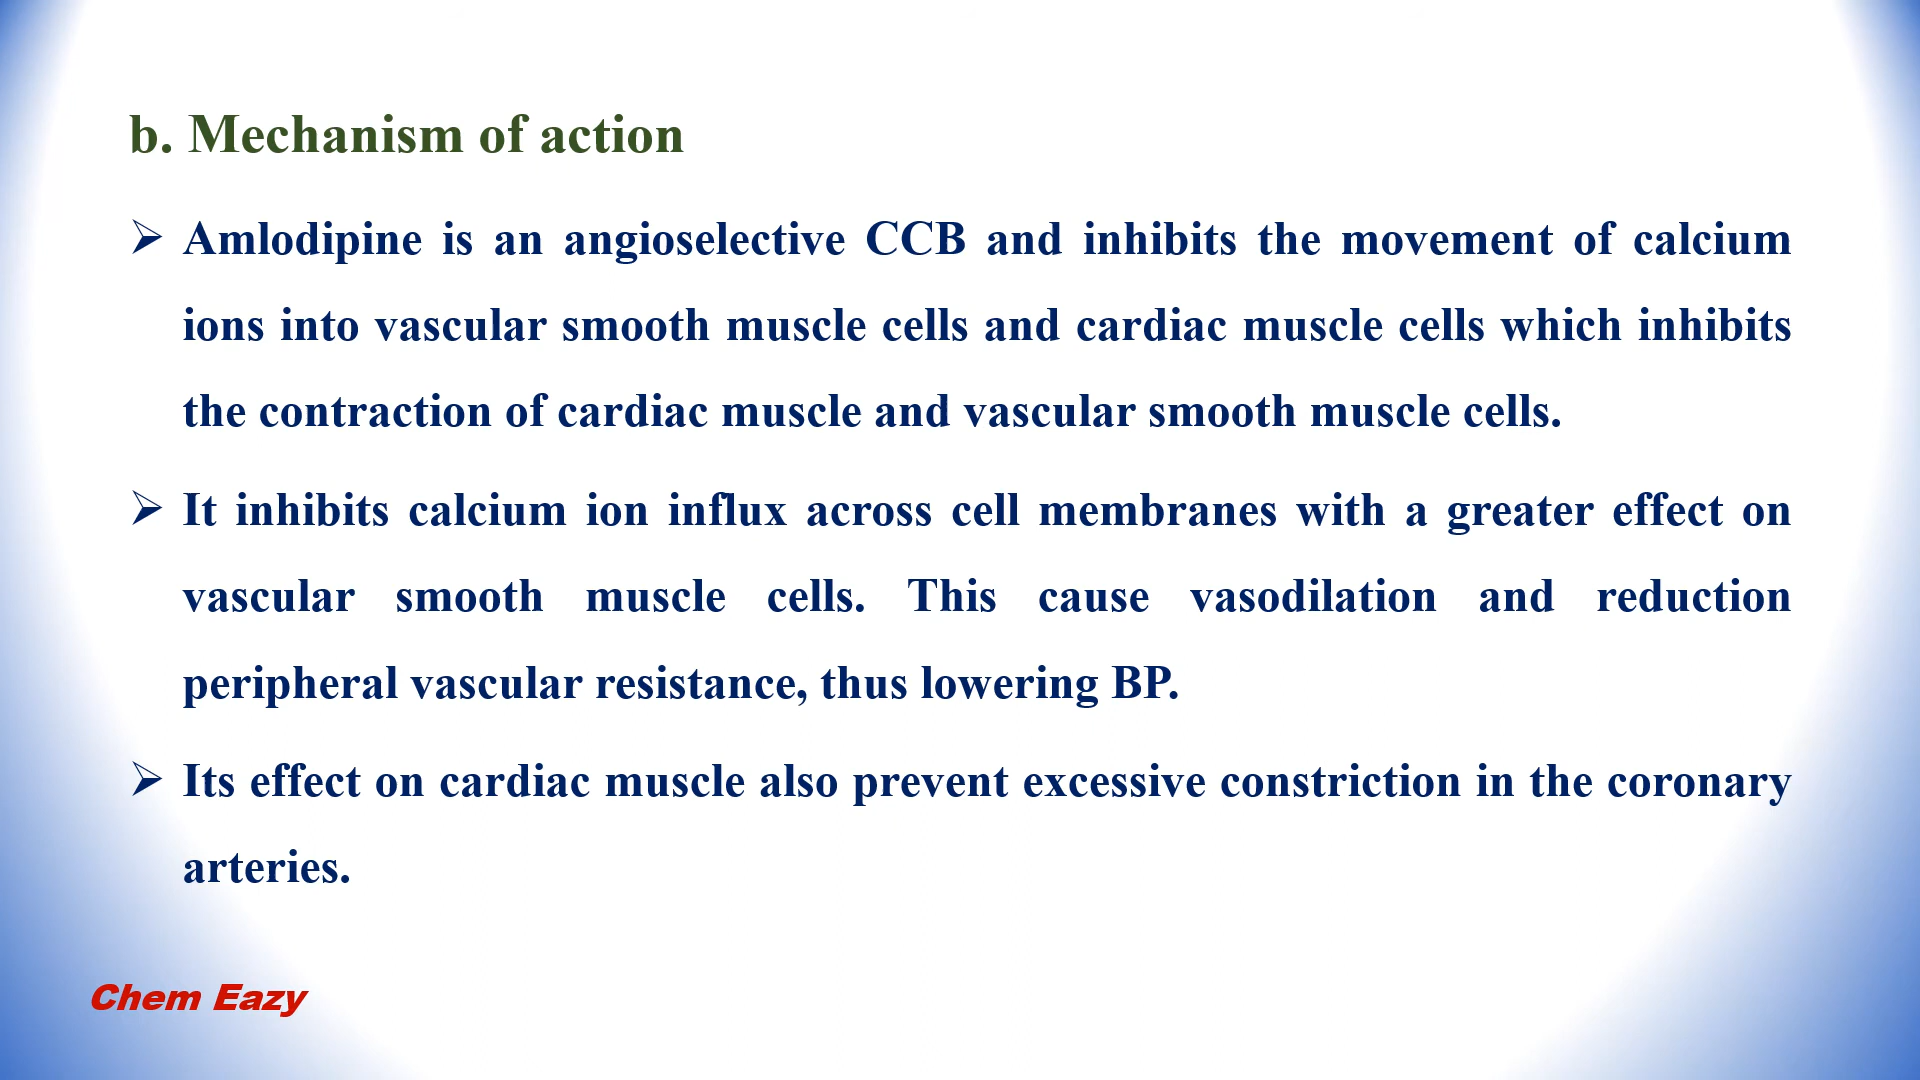 b. Mechanism of action
➢ Amlodipine is an angioselective CCB and inhibits the movement of calcium
ions into vascular smooth muscle cells and cardiac muscle cells which inhibits
the contraction of cardiac muscle and vascular smooth muscle cells.
➢ It inhibits calcium ion influx across cell membranes with a greater effect on
vascular smooth muscle cells. This cause vasodilation and reduction
peripheral vascular resistance, thus lowering BP.
➢ Its effect on cardiac muscle also prevent excessive constriction in the coronary
arteries.
Chem Eazy